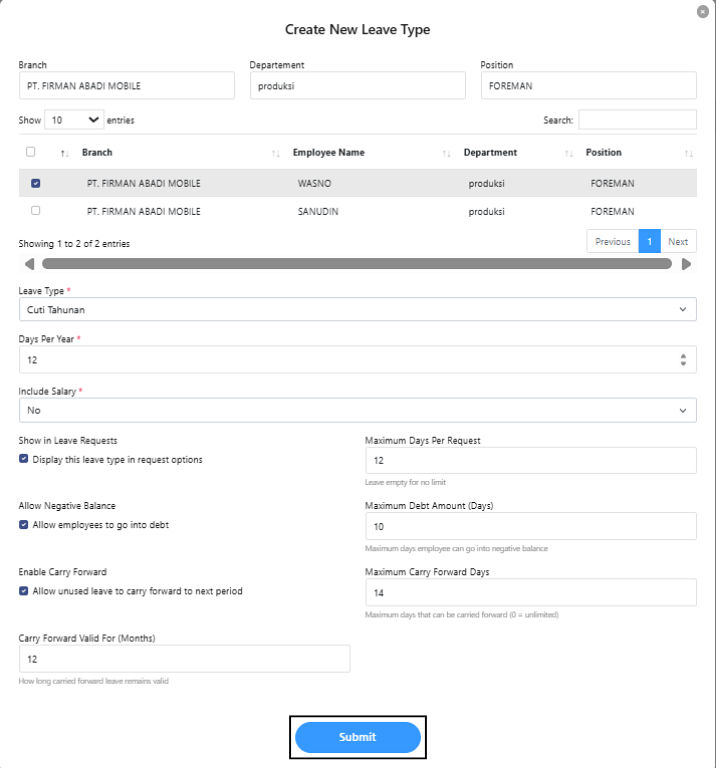 Create New Leave Type
Branch Departement Position
PT. FIRMAN ABADI MOBILE produksi FOREMAN
Show 10 entries Search:
Branch Employee Name Department Position
PT. FIRMAN ABADI MOBILE WASNO produksi FOREMAN
PT. FIRMAN ABADI MOBILE SANUDIN produksi FOREMAN
Showing 1 to 2 of 2 entries Previous 1 Next
Leave Type *
Cuti Tahunan
Days Per Year *
12
Include Salary *
No
Show in Leave Requests
Display this leave type in request options
Maximum Days Per Request
12
Leave empty for no limit
Allow Negative Balance
Allow employees to go into debt
Maximum Debt Amount (Days)
10
Maximum days employee can go into negative balance
Enable Carry Forward
Allow unused leave to carry forward to next period
Maximum Carry Forward Days
14
Maximum days that can be carried forward (0 = unlimited)
Carry Forward Valid For (Months)
12
How long carried forward leave remains valid
Submit